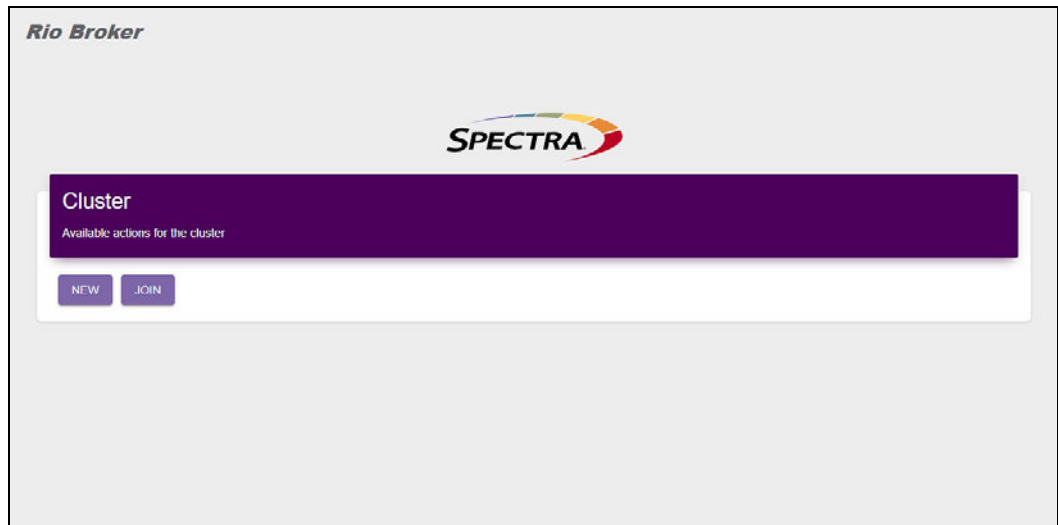 Rio Broker
SPECTRA
Cluster
Available actions for the cluster
NEW JOIN